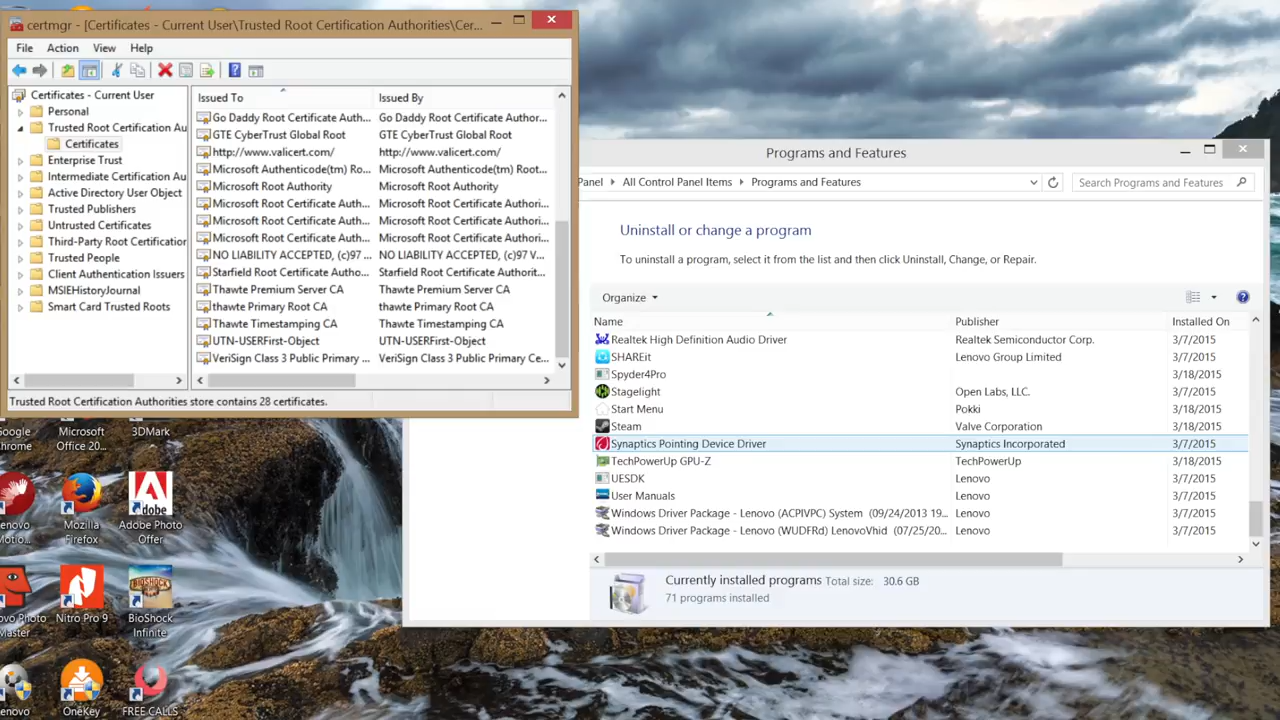 certmgr - [Certificates - Current User\Trusted Root Certification Authorities\Cer...
File Action View Help
Certificates - Current User
Personal
Trusted Root Certification Au
Certificates
Enterprise Trust
Intermediate Certification Au
Active Directory User Object
Trusted Publishers
Untrusted Certificates
Third-Party Root Certification
Trusted People
Client Authentication Issuers
MSIEHistoryJournal
Smart Card Trusted Roots
Issued To Issued By
Go Daddy Root Certificate Auth... Go Daddy Root Certificate Author...
GTE CyberTrust Global Root GTE CyberTrust Global Root
http://www.valicert.com/ http://www.valicert.com/
Microsoft Authenticode(tm) Ro... Microsoft Authenticode(tm) Root...
Microsoft Root Authority Microsoft Root Authority
Microsoft Root Certificate Auth... Microsoft Root Certificate Authori...
Microsoft Root Certificate Auth... Microsoft Root Certificate Authori...
Microsoft Root Certificate Auth... Microsoft Root Certificate Authori...
NO LIABILITY ACCEPTED, (c)97 ... NO LIABILITY ACCEPTED, (c)97 V...
Starfield Root Certificate Autho... Starfield Root Certificate Authorit...
Thawte Premium Server CA Thawte Premium Server CA
thawte Primary Root CA thawte Primary Root CA
Thawte Timestamping CA Thawte Timestamping CA
UTN-USERFirst-Object UTN-USERFirst-Object
VeriSign Class 3 Public Primary ... VeriSign Class 3 Public Primary Ce...
Trusted Root Certification Authorities store contains 28 certificates.
Programs and Features
Panel All Control Panel Items Programs and Features
Search Programs and Features
Uninstall or change a program
To uninstall a program, select it from the list and then click Uninstall, Change, or Repair.
Organize
Name Publisher Installed On
Realtek High Definition Audio Driver Realtek Semiconductor Corp. 3/7/2015
SHAREit Lenovo Group Limited 3/7/2015
Spyder4Pro 3/18/2015
Stagelight Open Labs, LLC. 3/7/2015
Start Menu Pokki 3/18/2015
Steam Valve Corporation 3/18/2015
Synaptics Pointing Device Driver Synaptics Incorporated 3/7/2015
TechPowerUp GPU-Z TechPowerUp 3/18/2015
UESDK Lenovo 3/7/2015
User Manuals Lenovo 3/7/2015
Windows Driver Package - Lenovo (ACPIVPC) System (09/24/2013 19... Lenovo 3/7/2015
Windows Driver Package - Lenovo (WUDFRd) LenovoVhid (07/25/20... Lenovo 3/7/2015
Currently installed programs Total size: 30.6 GB
71 programs installed
Google Microsoft 3DMark
Chrome Office 20...
Adobe
Lenovo Mozilla Adobe Photo
Motio... Firefox Offer
BIOSHOCK
ovo Photo Nitro Pro 9 BioShock
Master Infinite
Lenovo OneKey FREE CALLS